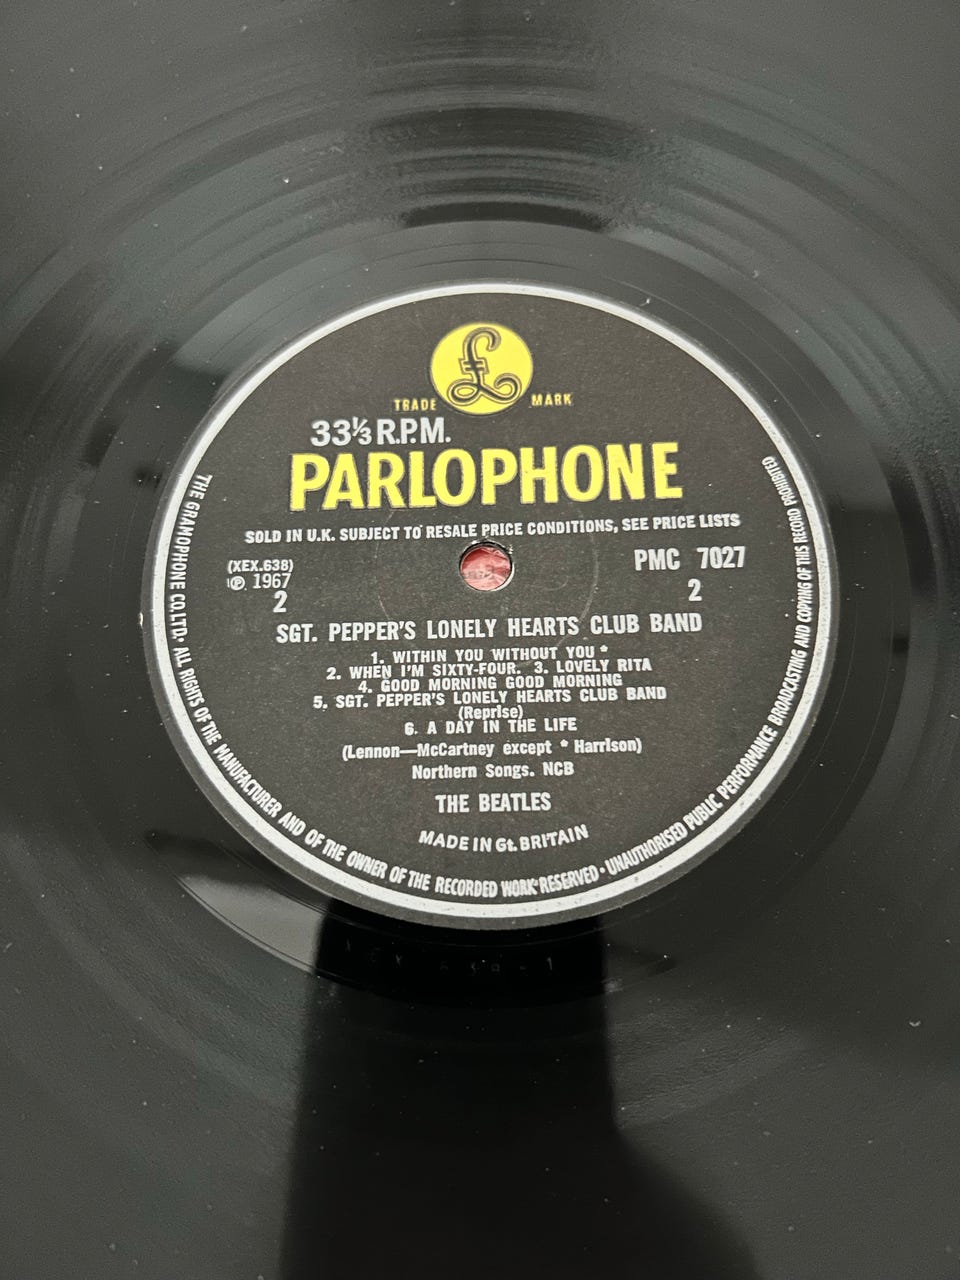 £
TRADE MARK
33⅓ R.P.M.
PARLOPHONE
SOLD IN U.K. SUBJECT TO RESALE PRICE CONDITIONS, SEE PRICE LISTS
(XEX.638)
PMC 7027
℗ 1967
2
2
SGT. PEPPER'S LONELY HEARTS CLUB BAND
1. WITHIN YOU WITHOUT YOU *
2. WHEN I'M SIXTY-FOUR. 3. LOVELY RITA
4. GOOD MORNING GOOD MORNING
5. SGT. PEPPER'S LONELY HEARTS CLUB BAND
(Reprise)
6. A DAY IN THE LIFE
(Lennon—McCartney except * Harrison)
Northern Songs. NCB
THE BEATLES
MADE IN Gt. BRITAIN
THE GRAMOPHONE CO. LTD. • ALL RIGHTS OF THE MANUFACTURER AND OF THE OWNER OF THE RECORDED WORK RESERVED • UNAUTHORISED PUBLIC PERFORMANCE BROADCASTING AND COPYING OF THIS RECORD PROHIBITED